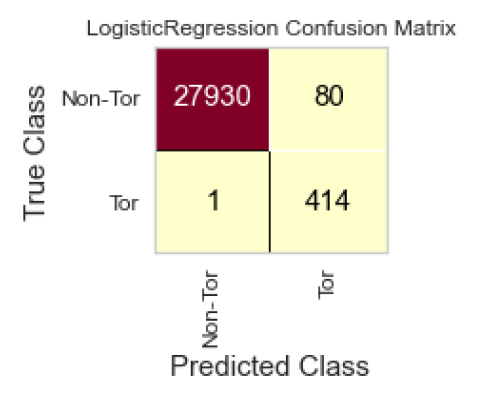 LogisticRegression Confusion Matrix
True Class
Non-Tor
27930
80
Tor
1
414
Non-Tor
Tor
Predicted Class